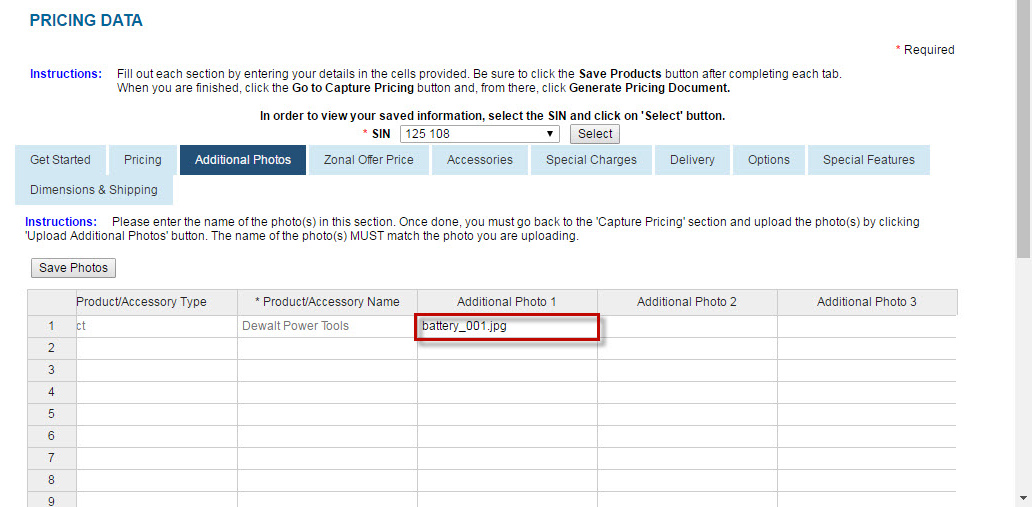 PRICING DATA
* Required
Instructions: Fill out each section by entering your details in the cells provided. Be sure to click the Save Products button after completing each tab.
When you are finished, click the Go to Capture Pricing button and, from there, click Generate Pricing Document.
In order to view your saved information, select the SIN and click on 'Select' button.
* SIN 125 108 Select
Get Started Pricing Additional Photos Zonal Offer Price Accessories Special Charges Delivery Options Special Features
Dimensions & Shipping
Instructions: Please enter the name of the photo(s) in this section. Once done, you must go back to the 'Capture Pricing' section and upload the photo(s) by clicking
'Upload Additional Photos' button. The name of the photo(s) MUST match the photo you are uploading.
Save Photos
Product/Accessory Type * Product/Accessory Name Additional Photo 1 Additional Photo 2 Additional Photo 3
1 ct Dewalt Power Tools battery_001.jpg
2
3
4
5
6
7
8
9